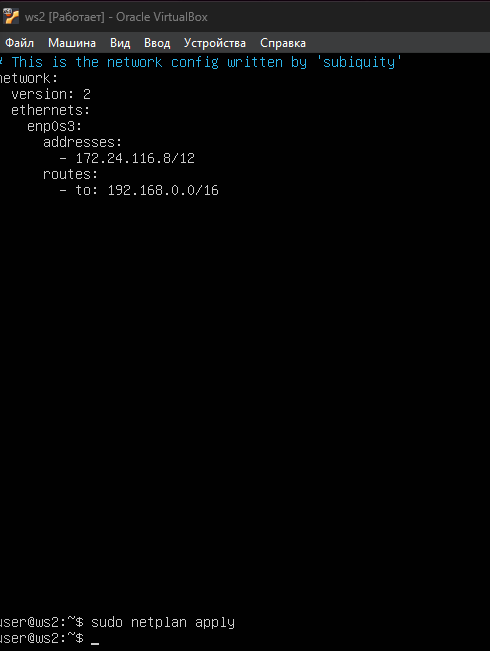 ws2 [Работает] - Oracle VirtualBox
Файл Машина Вид Ввод Устройства Справка
# This is the network config written by 'subiquity'
network:
  version: 2
  ethernets:
    enp0s3:
      addresses:
        - 172.24.116.8/12
      routes:
        - to: 192.168.0.0/16
user@ws2:~$ sudo netplan apply
user@ws2:~$ _